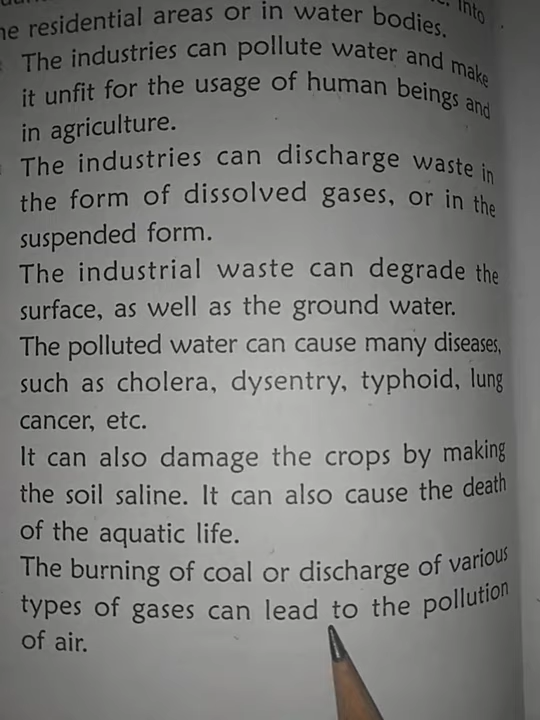 residential areas or in water bodies.
into
The industries can pollute water and make
it unfit for the usage of human beings and
in agriculture.
The industries can discharge waste in
the form of dissolved gases, or in the
suspended form.
The industrial waste can degrade the
surface, as well as the ground water.
The polluted water can cause many diseases,
such as cholera, dysentry, typhoid, lung
cancer, etc.
It can also damage the crops by making
the soil saline. It can also cause the death
of the aquatic life.
The burning of coal or discharge of various
types of gases can lead to the pollution
of air.